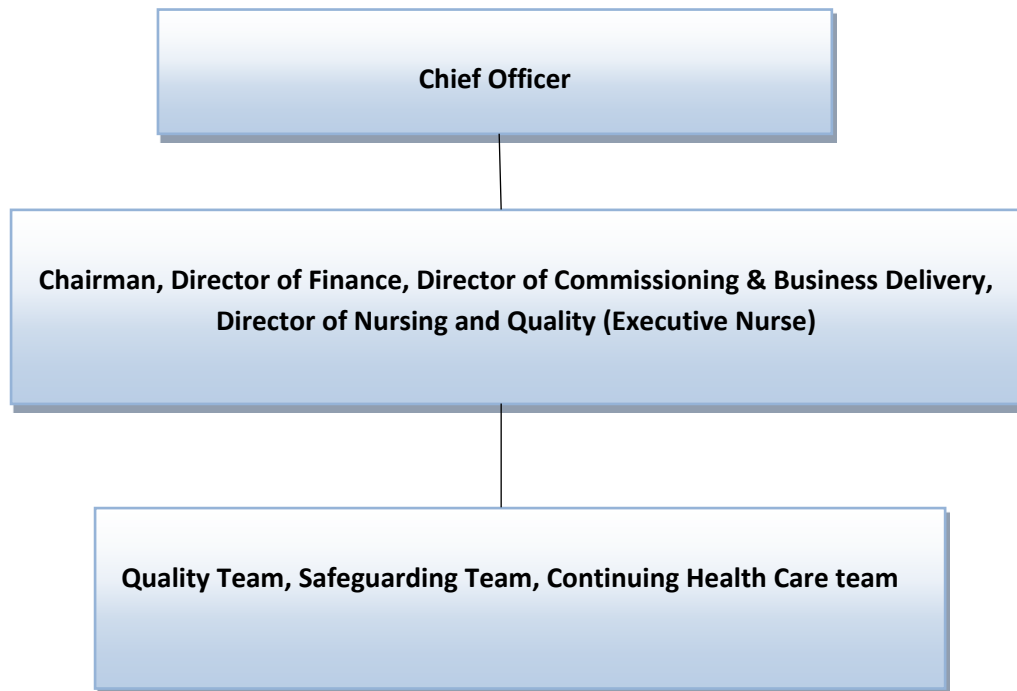 Chief Officer
Chairman, Director of Finance, Director of Commissioning & Business Delivery,
Director of Nursing and Quality (Executive Nurse)
Quality Team, Safeguarding Team, Continuing Health Care team